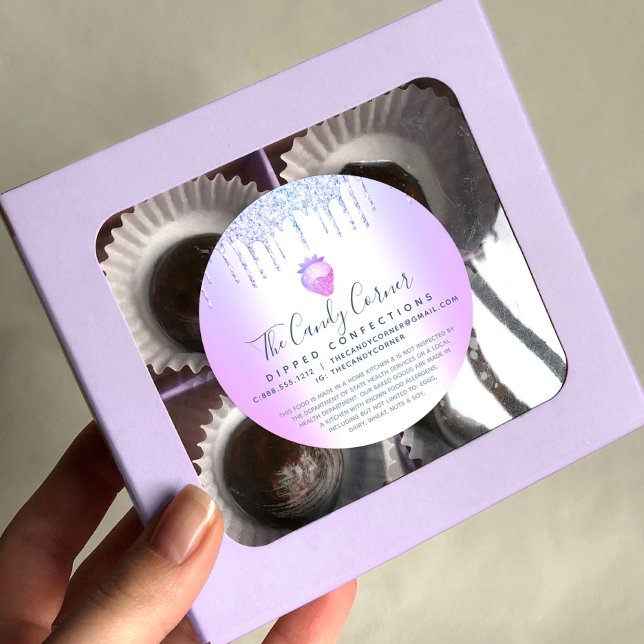 The Candy Corner
DIPPED CONFECTIONS
C:888.555.1212 | THECANDYCORNER@GMAIL.COM
IG: THECANDYCORNER
THIS FOOD IS MADE IN A HOME KITCHEN & IS NOT INSPECTED BY
THE DEPARTMENT OF STATE HEALTH SERVICES OR A LOCAL
HEALTH DEPARTMENT. OUR BAKED GOODS ARE MADE IN
A KITCHEN WITH KNOWN FOOD ALLERGENS,
INCLUDING BUT NOT LIMITED TO: EGGS,
DAIRY, WHEAT, NUTS & SOY.